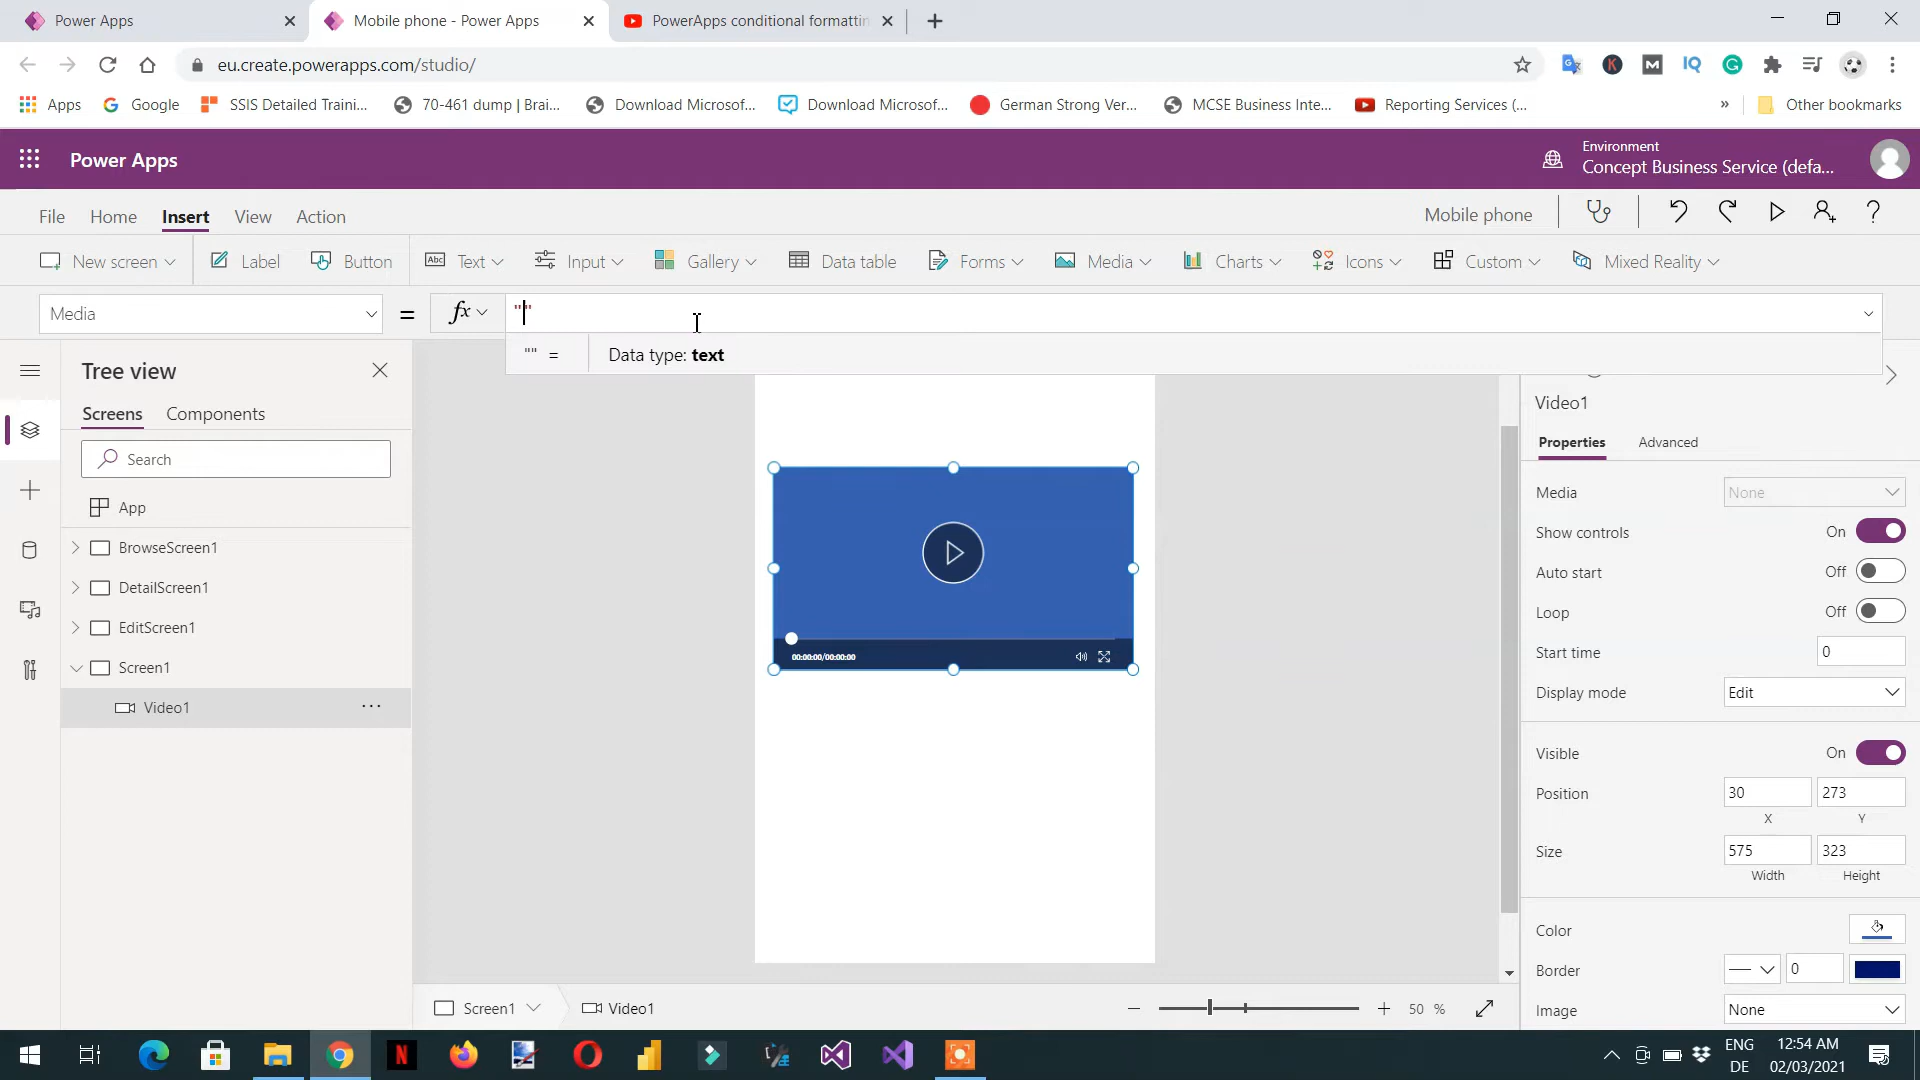 Power Apps
Mobile phone - Power Apps
PowerApps conditional formattin
eu.create.powerapps.com/studio/
Apps
Google
SSIS Detailed Traini...
70-461 dump | Brai...
Download Microsof...
Download Microsof...
German Strong Ver...
MCSE Business Inte...
Reporting Services (...
»
Other bookmarks
Power Apps
Environment
Concept Business Service (defa...
File
Home
Insert
View
Action
Mobile phone
New screen
Label
Button
Text
Input
Gallery
Data table
Forms
Media
Charts
Icons
Custom
Mixed Reality
Media
=
fx
""
"" =
Data type: text
Tree view
Screens
Components
Search
App
BrowseScreen1
DetailScreen1
EditScreen1
Screen1
Video1
...
00:00:00/00:00:00
Video1
Properties
Advanced
Media
None
Show controls
On
Auto start
Off
Loop
Off
Start time
0
Display mode
Edit
Visible
On
Position
30
273
X
Y
Size
575
323
Width
Height
Color
Border
0
Image
None
Screen1
Video1
50 %
ENG
DE
12:54 AM
02/03/2021